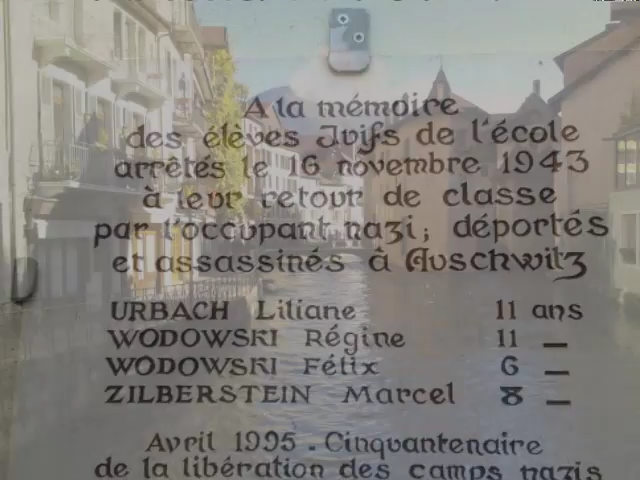 A la mémoire
des élèves Juifs de l'école
arrêtés le 16 novembre 1943
à leur retour de classe
par l'occupant nazi; déportés
et assassinés à Auschwitz
URBACH Liliane 11 ans
WODOWSKI Régine 11 —
WODOWSKI Félix 6 —
ZILBERSTEIN Marcel 8 —
Avril 1995 - Cinquantenaire
de la libération des camps nazis